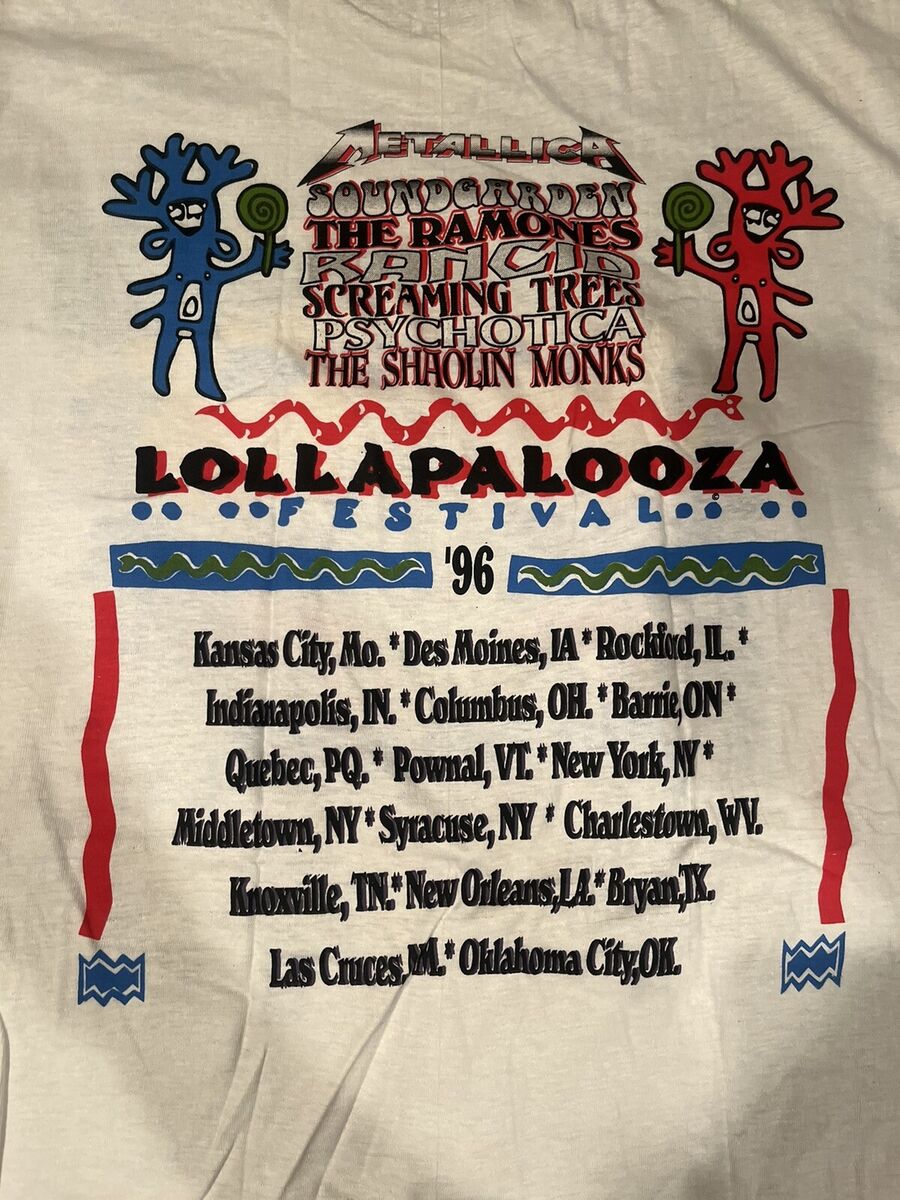 METALLICA
SOUNDGARDEN
THE RAMONES
RANCID
SCREAMING TREES
PSYCHOTICA
THE SHAOLIN MONKS
LOLLAPALOOZA
©
FESTIVAL
'96
Kansas City, Mo. * Des Moines, IA * Rockford, IL. *
Indianapolis, IN. * Columbus, OH. * Barrie, ON *
Quebec, PQ. * Pownal, VT. * New York, NY *
Middletown, NY * Syracuse, NY * Charlestown, WV.
Knoxville, TN. * New Orleans, LA. * Bryan, TX.
Las Cruces, NM. * Oklahoma City, OK.